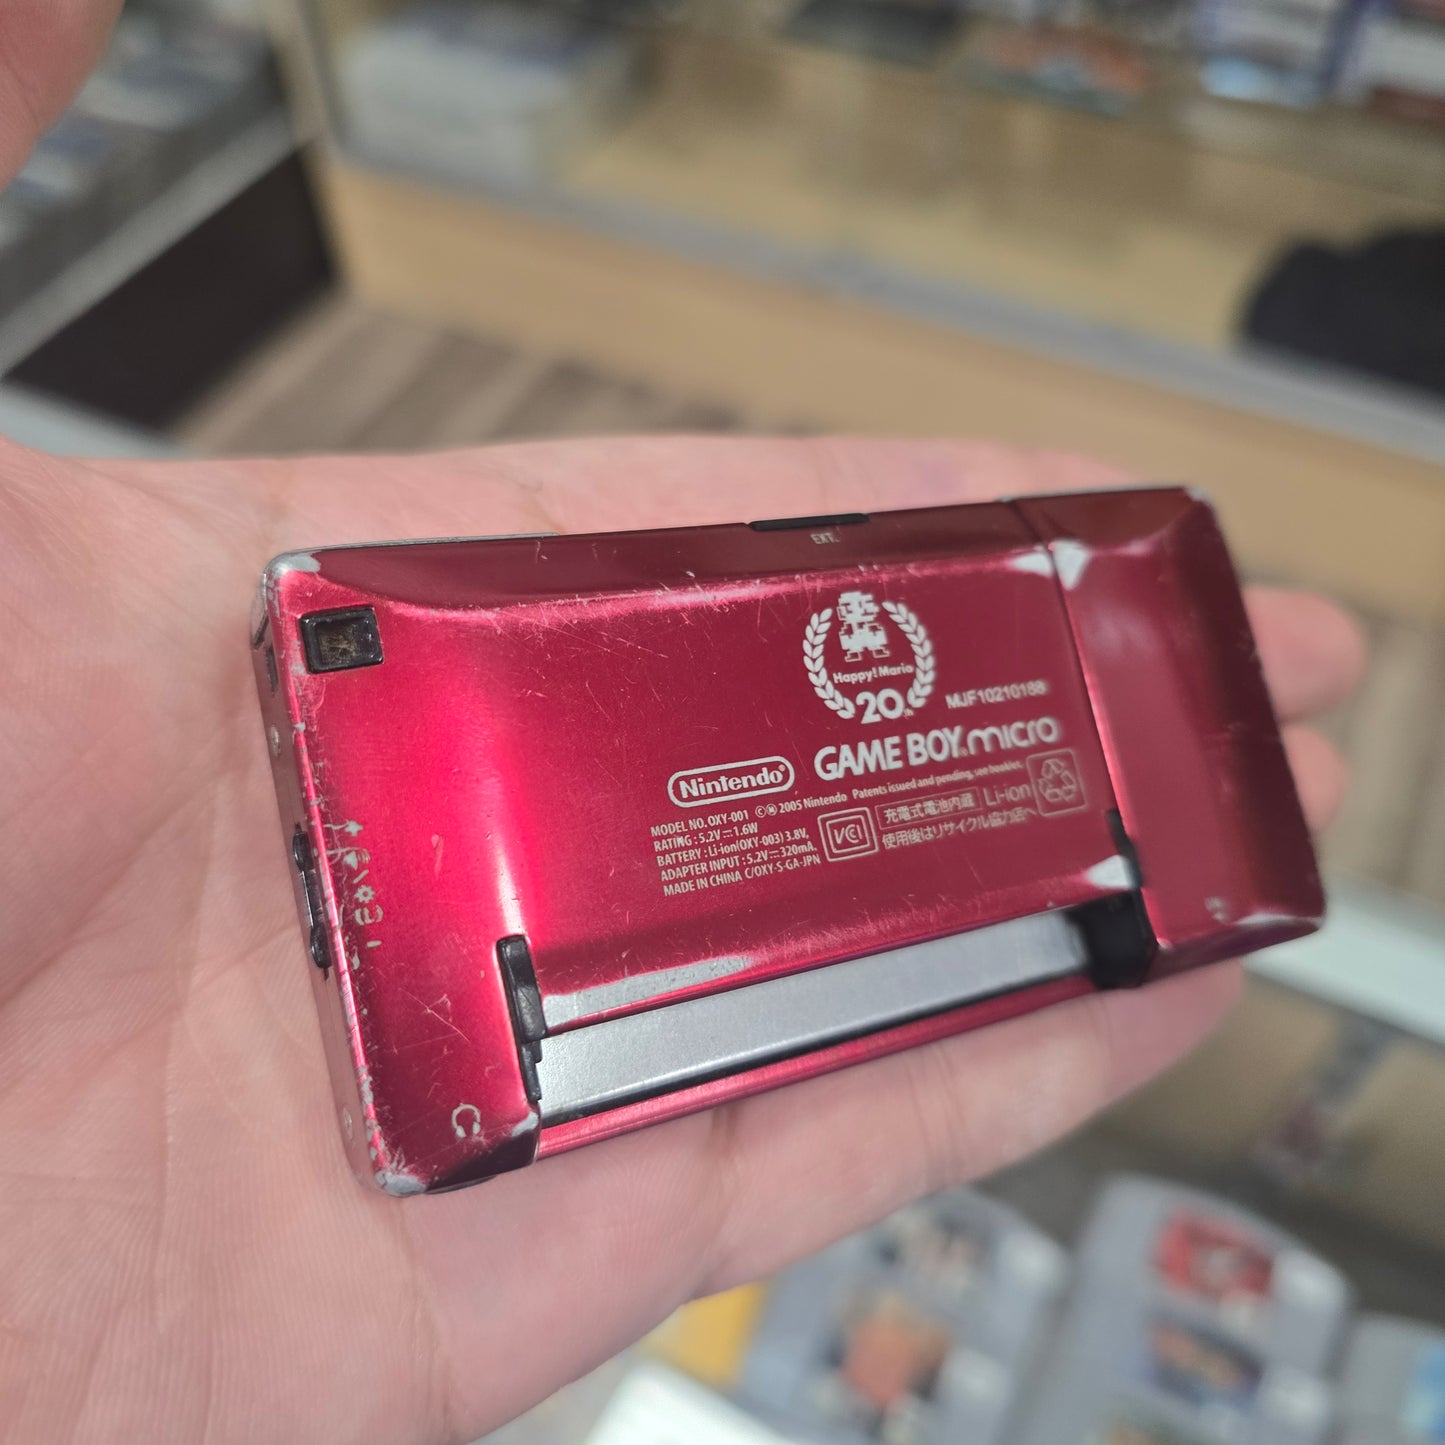 EXT.
Happy! Mario
20th
MJF10210188
GAME BOY micro
Nintendo®
©Ⓜ 2005 Nintendo Patents issued and pending, see booklet.
MODEL NO. OXY-001
RATING : 5.2V⎓1.6W
BATTERY : Li-ion(OXY-003) 3.8V,
ADAPTER INPUT : 5.2V⎓320mA,
MADE IN CHINA C/OXY-S-GA-JPN
VCI
充電式電池内蔵 Li-ion
使用後はリサイクル協力店へ